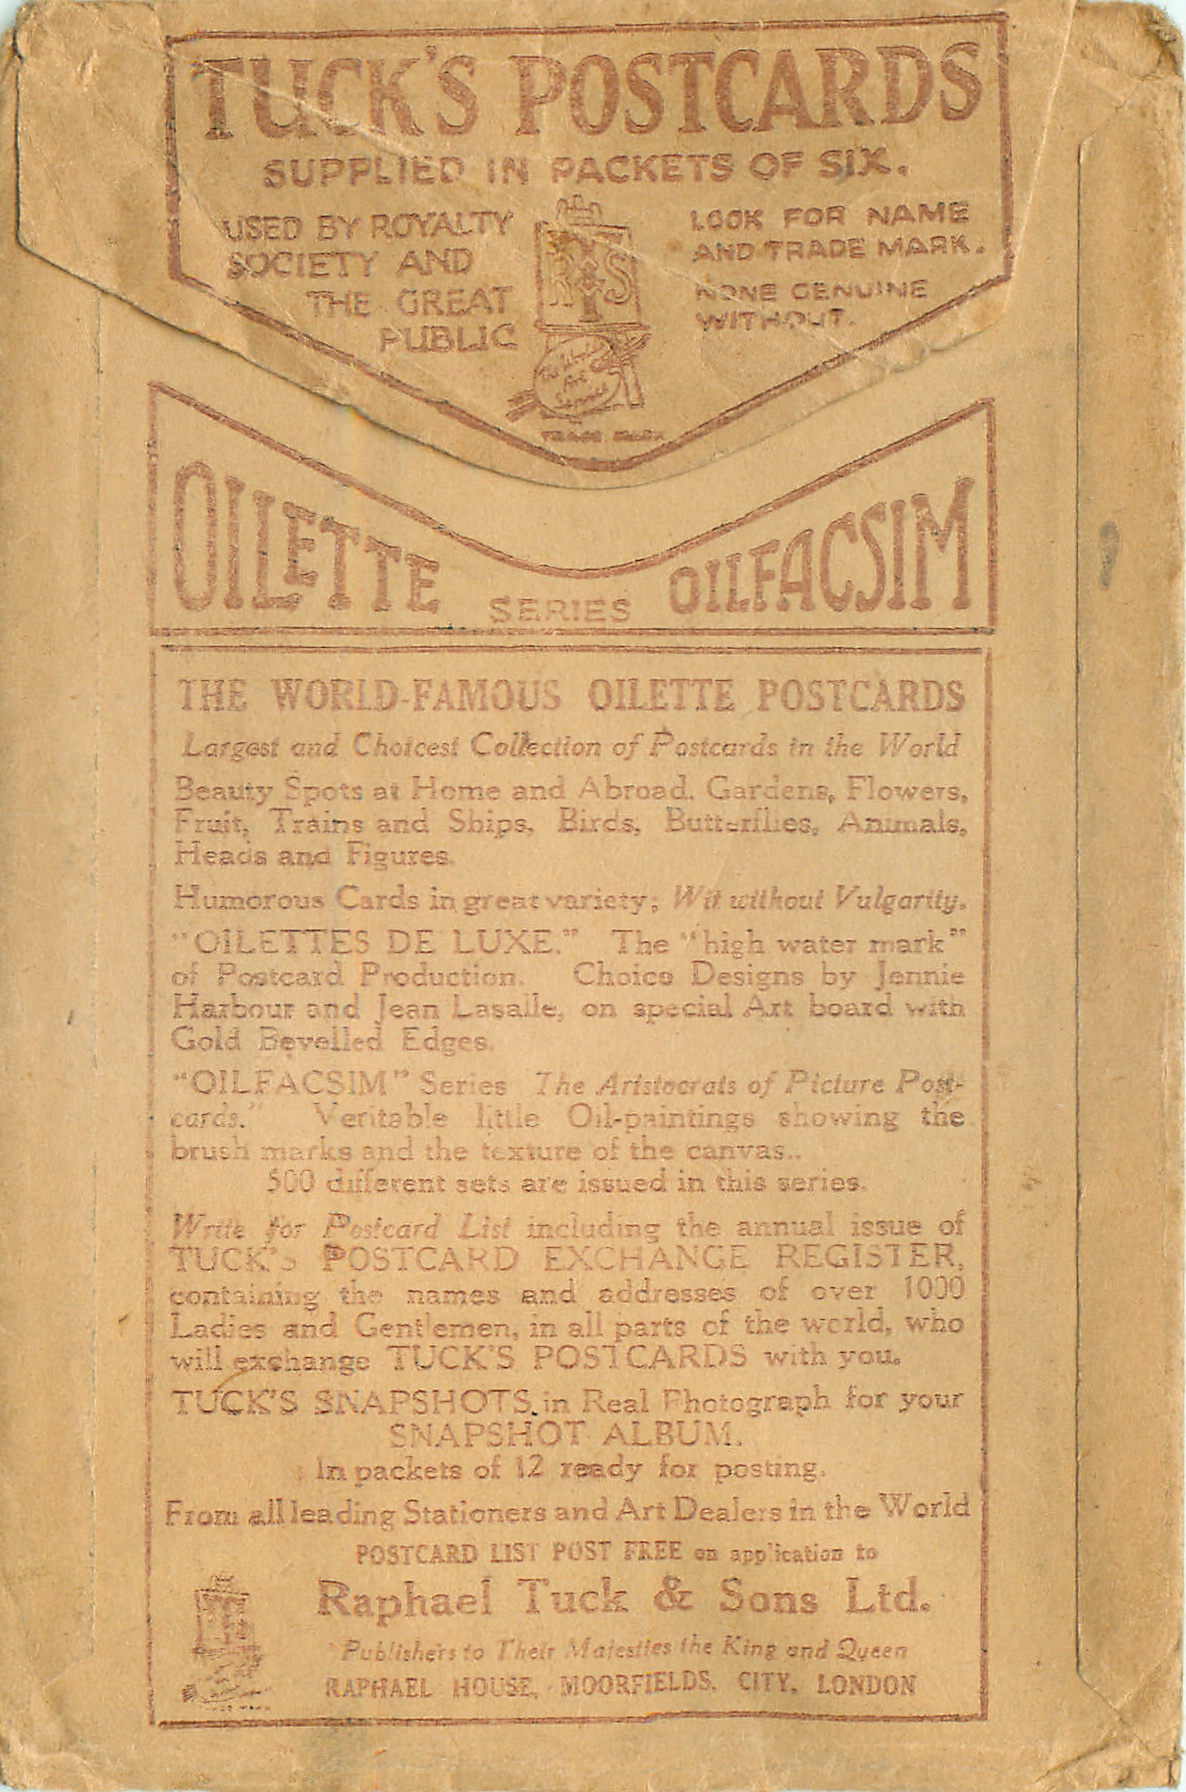 TUCK'S POSTCARDS
SUPPLIED IN PACKETS OF SIX.
USED BY ROYALTY
SOCIETY AND
THE GREAT
PUBLIC
R T S
The World's
Art
Service
TRADE MARK
LOOK FOR NAME
AND TRADE MARK.
NONE GENUINE
WITHOUT.
OILETTE SERIES OILFACSIM
THE WORLD-FAMOUS OILETTE POSTCARDS
Largest and Choicest Collection of Postcards in the World
Beauty Spots at Home and Abroad. Gardens, Flowers,
Fruit, Trains and Ships, Birds, Butterflies, Animals,
Heads and Figures.
Humorous Cards in great variety; Wit without Vulgarity.
"OILETTES DE LUXE." The "high water mark"
of Postcard Production. Choice Designs by Jennie
Harbour and Jean Lasalle, on special Art board with
Gold Bevelled Edges.
"OILFACSIM" Series The Aristocrats of Picture Post-
cards." Veritable little Oil-paintings showing the
brush marks and the texture of the canvas..
500 different sets are issued in this series.
Write for Postcard List including the annual issue of
TUCK'S POSTCARD EXCHANGE REGISTER,
containing the names and addresses of over 1000
Ladies and Gentlemen, in all parts of the world, who
will exchange TUCK'S POSTCARDS with you.
TUCK'S SNAPSHOTS in Real Photograph for your
SNAPSHOT ALBUM.
In packets of 12 ready for posting.
From all leading Stationers and Art Dealers in the World
POSTCARD LIST POST FREE on application to
Raphael Tuck & Sons Ltd.
Publishers to Their Majesties the King and Queen
RAPHAEL HOUSE, MOORFIELDS, CITY, LONDON